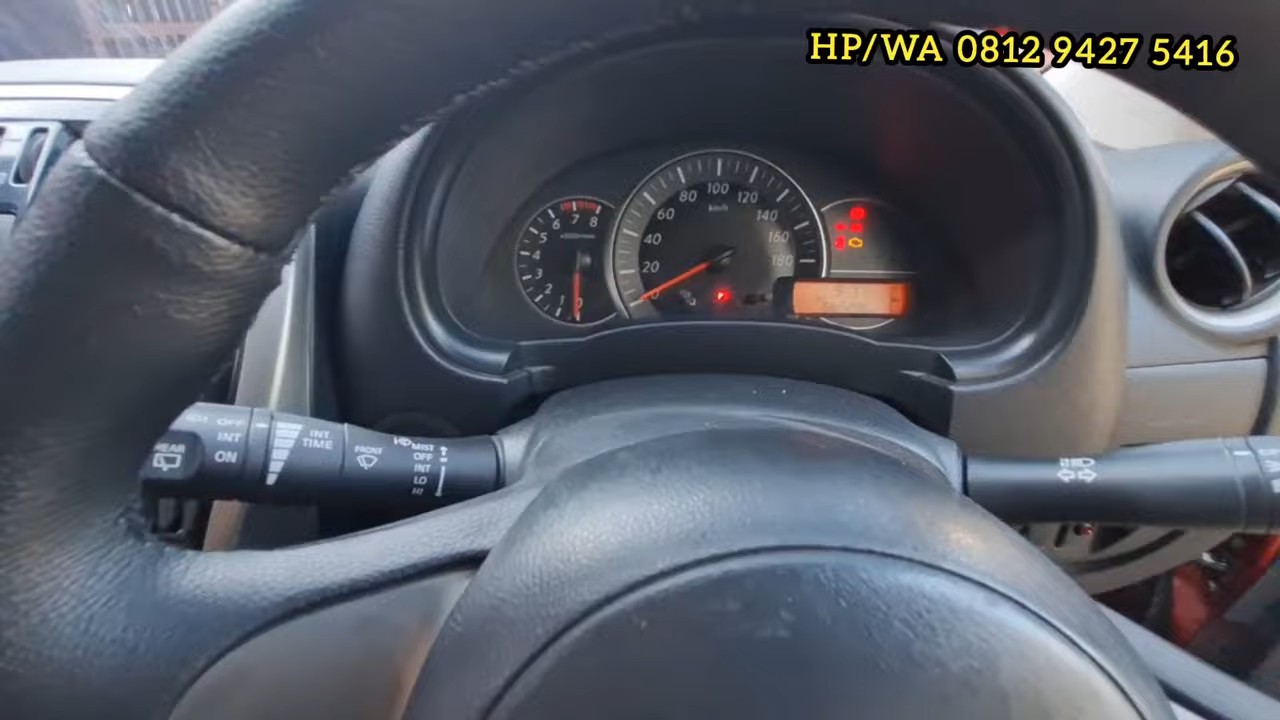 HP/WA 0812 9427 5416
80 100 120
60 km/h 140
40 160
20 180
0
6 7 8
5
4
3
2
1 0
OFF
INT
ON
REAR
INT
TIME
FRONT
MIST
OFF
INT
LO
HI